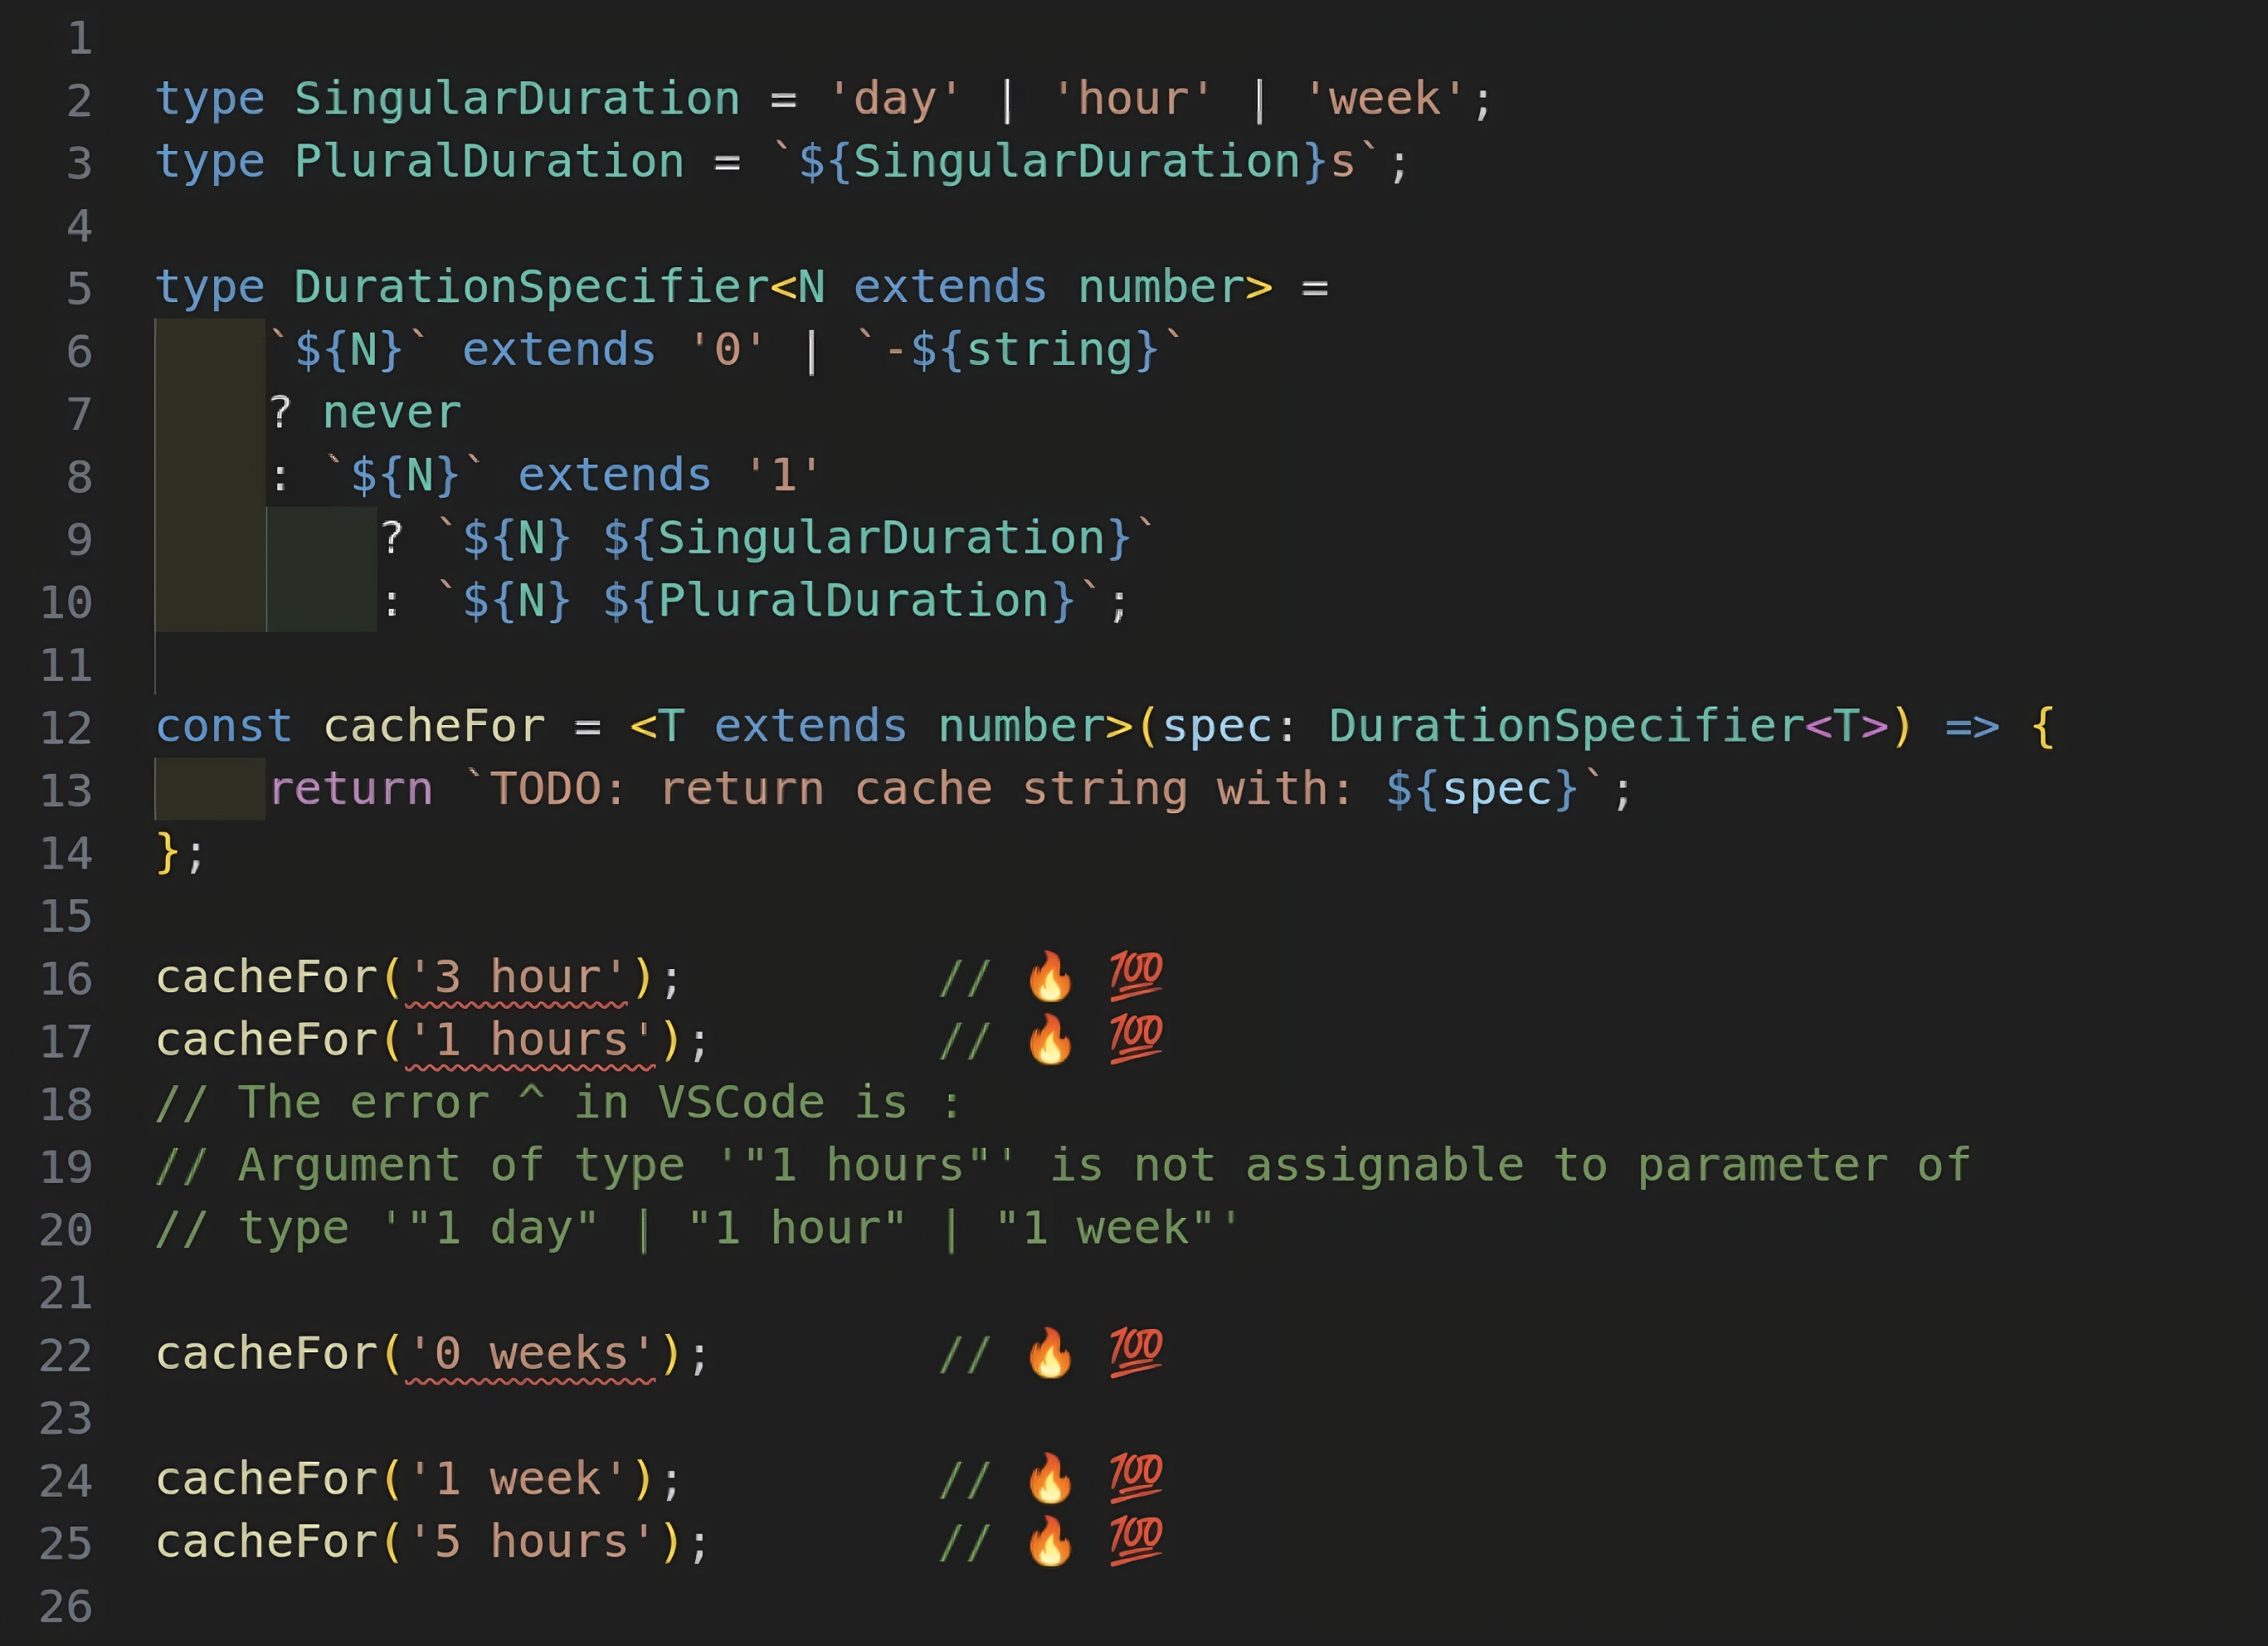 1
2 type SingularDuration = 'day' | 'hour' | 'week';
3 type PluralDuration = `${SingularDuration}s`;
4
5 type DurationSpecifier<N extends number> =
6     `${N}` extends '0' | `-${string}`
7     ? never
8     : `${N}` extends '1'
9         ? `${N} ${SingularDuration}`
10         : `${N} ${PluralDuration}`;
11
12 const cacheFor = <T extends number>(spec: DurationSpecifier<T>) => {
13     return `TODO: return cache string with: ${spec}`;
14 };
15
16 cacheFor('3 hour');         // 🔥 💯
17 cacheFor('1 hours');        // 🔥 💯
18 // The error ^ in VSCode is :
19 // Argument of type '"1 hours"' is not assignable to parameter of
20 // type '"1 day" | "1 hour" | "1 week"'
21
22 cacheFor('0 weeks');        // 🔥 💯
23
24 cacheFor('1 week');         // 🔥 💯
25 cacheFor('5 hours');        // 🔥 💯
26